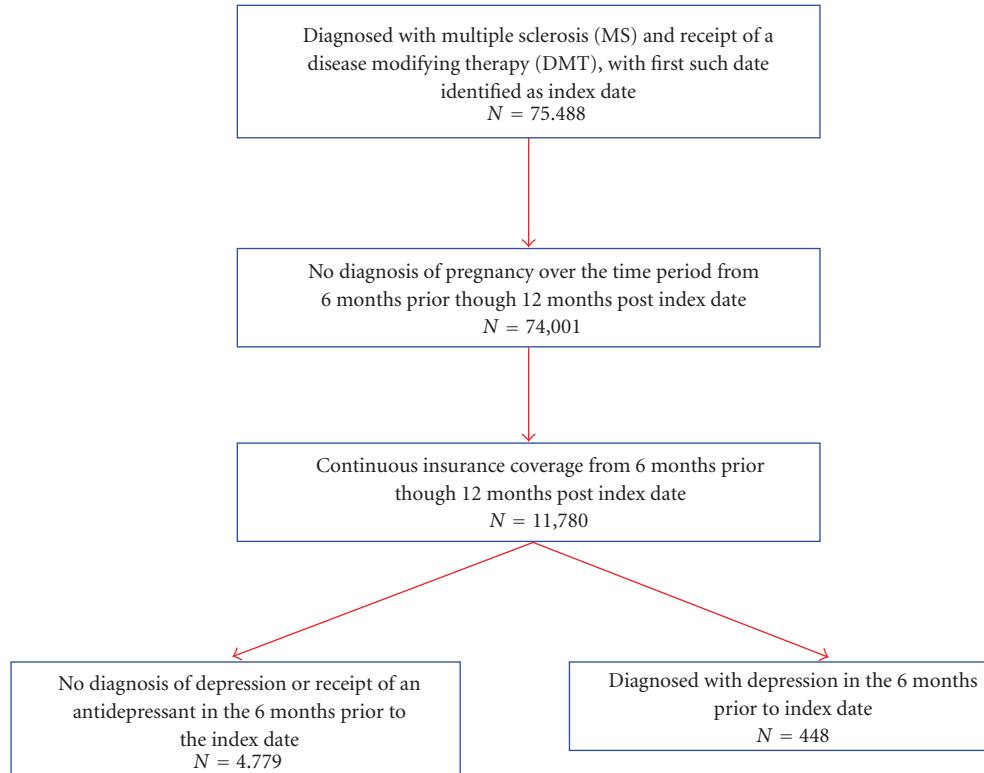 Diagnosed with multiple sclerosis (MS) and receipt of a
disease modifying therapy (DMT), with first such date
identified as index date
N = 75.488
No diagnosis of pregnancy over the time period from
6 months prior though 12 months post index date
N = 74,001
Continuous insurance coverage from 6 months prior
though 12 months post index date
N = 11,780
No diagnosis of depression or receipt of an
antidepressant in the 6 months prior to
the index date
N = 4.779
Diagnosed with depression in the 6 months
prior to index date
N = 448